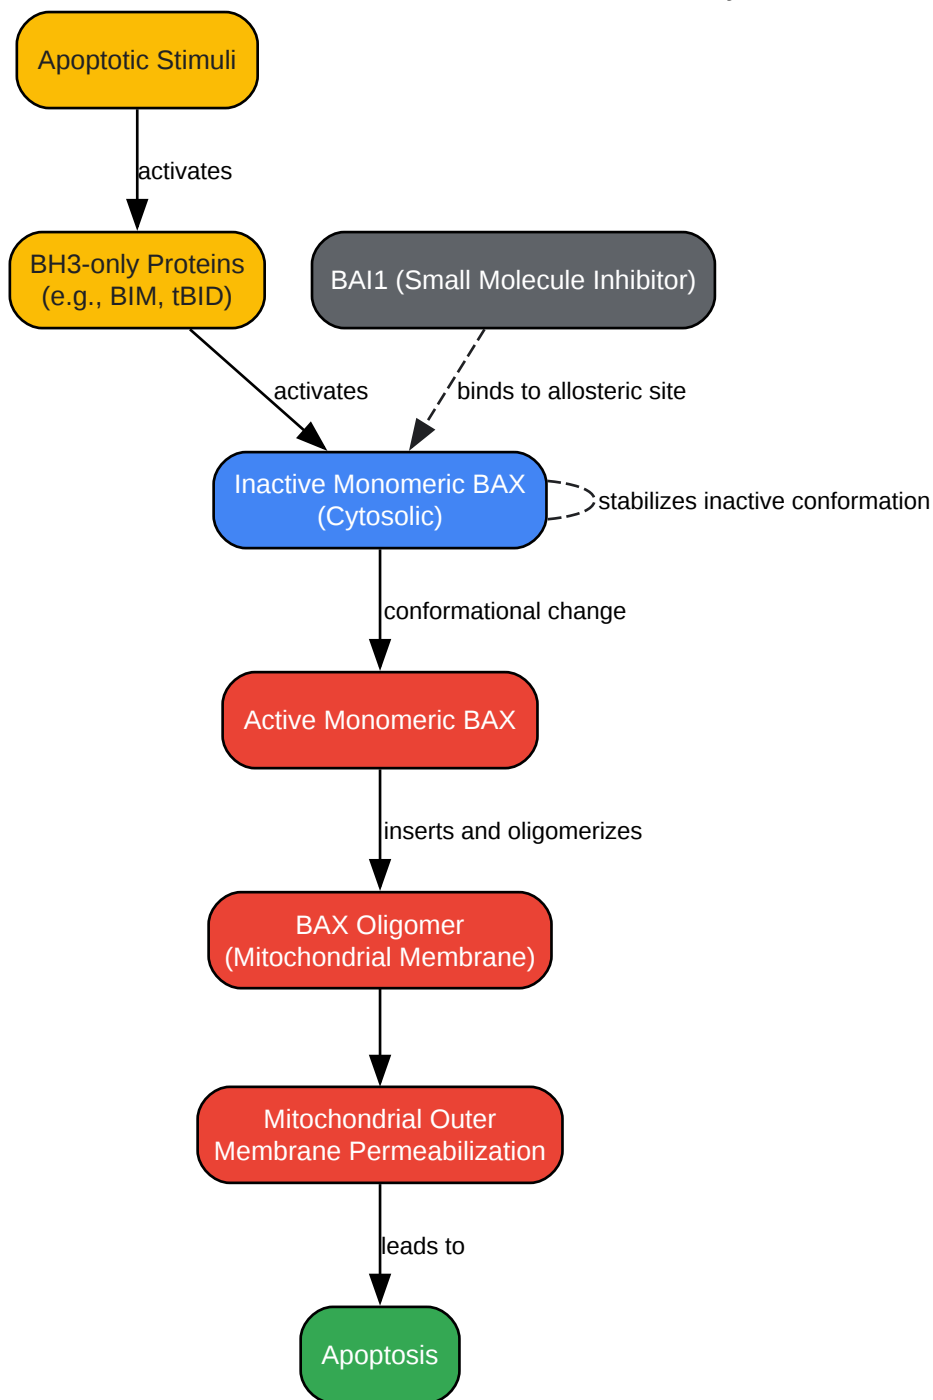 Apoptotic Stimuli
activates
BH3-only Proteins
(e.g., BIM, tBID)
BAI1 (Small Molecule Inhibitor)
activates
binds to allosteric site
Inactive Monomeric BAX
(Cytosolic)
stabilizes inactive conformation
conformational change
Active Monomeric BAX
inserts and oligomerizes
BAX Oligomer
(Mitochondrial Membrane)
Mitochondrial Outer
Membrane Permeabilization
leads to
Apoptosis